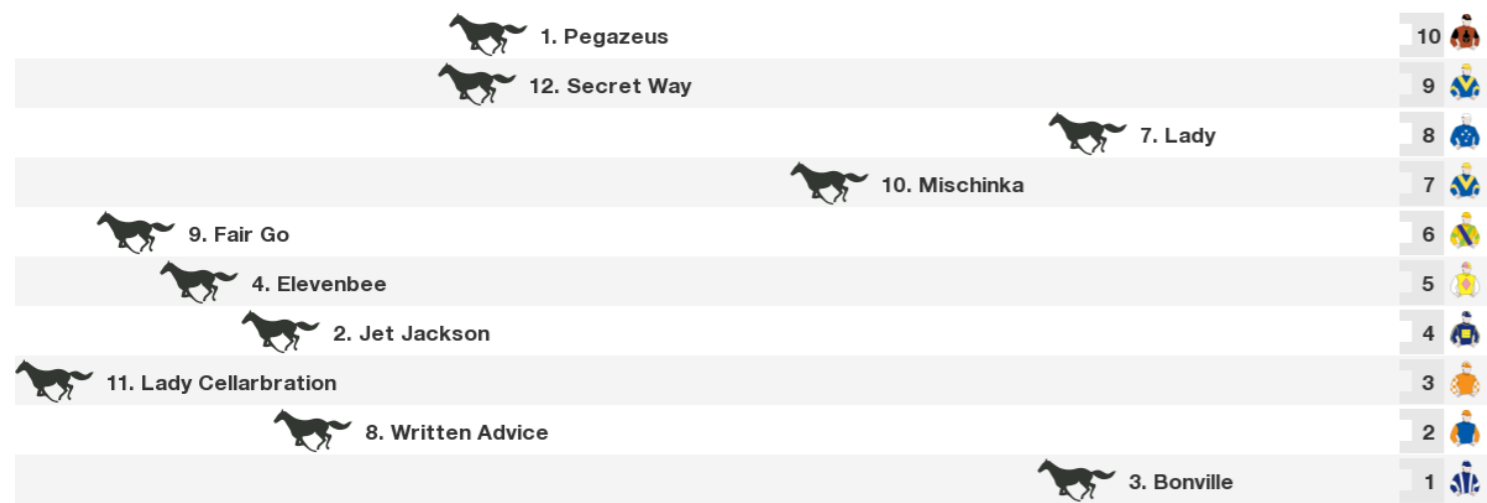 1. Pegazeus 10
12. Secret Way 9
7. Lady 8
10. Mischinka 7
9. Fair Go 6
4. Elevenbee 5
2. Jet Jackson 4
11. Lady Cellarbration 3
8. Written Advice 2
3. Bonville 1